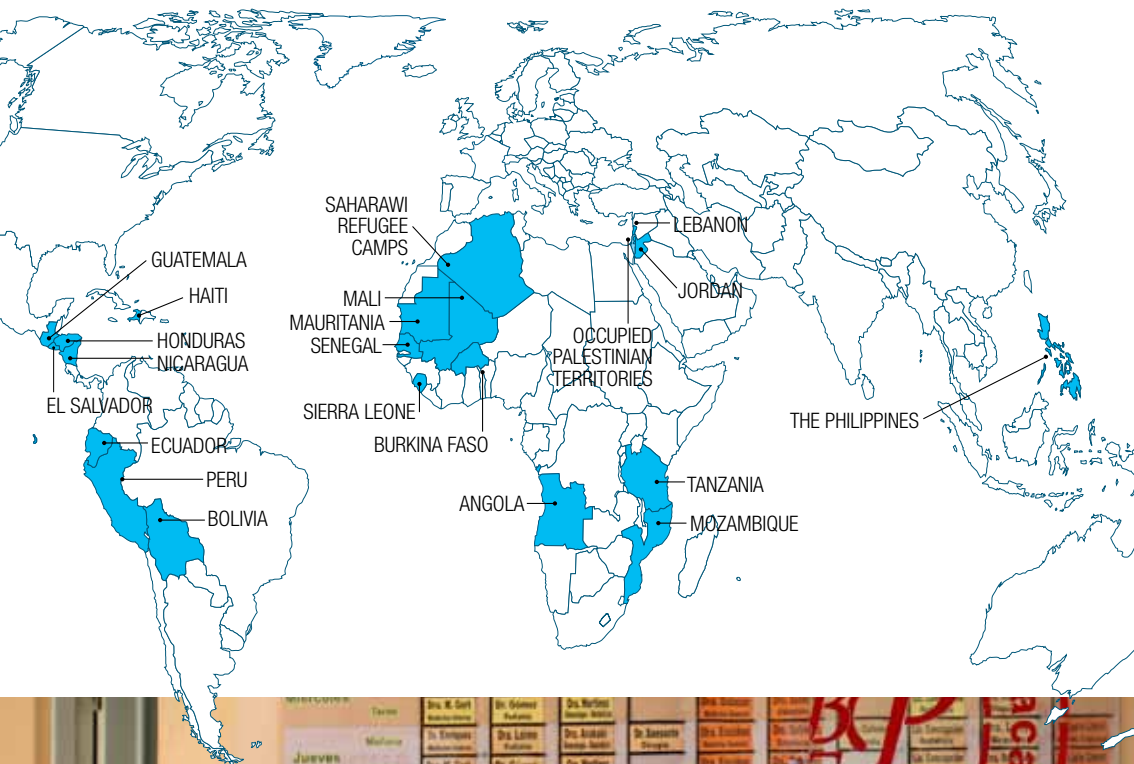 SAHARAWI
REFUGEE
CAMPS
LEBANON
GUATEMALA
HAITI
JORDAN
MALI
MAURITANIA
SENEGAL
HONDURAS
NICARAGUA
OCCUPIED
PALESTINIAN
TERRITORIES
EL SALVADOR
SIERRA LEONE
BURKINA FASO
THE PHILIPPINES
ECUADOR
PERU
ANGOLA
TANZANIA
BOLIVIA
MOZAMBIQUE
Jueves